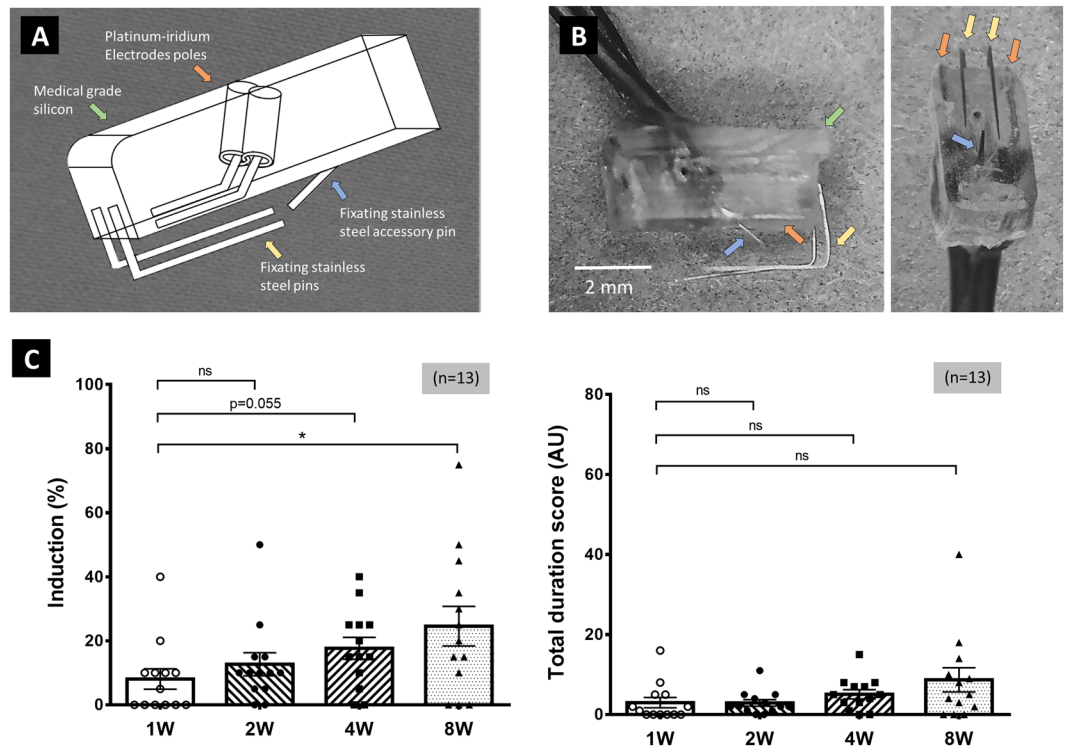 A
Platinum-iridium
Electrodes poles
Medical grade
silicon
Fixating stainless
steel accessory pin
Fixating stainless
steel pins
B
2 mm
C
(n=13)
ns
p=0.055
*
Induction (%)
100
80
60
40
20
0
1W 2W 4W 8W
(n=13)
ns
ns
ns
Total duration score (AU)
80
60
40
20
0
1W 2W 4W 8W